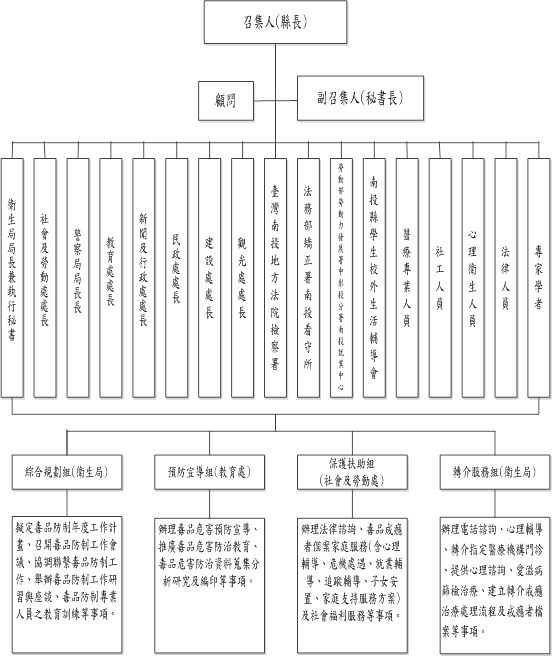 召集人(縣長)
顧問
副召集人(秘書長)
衛生局局長兼執行秘書
社會及勞動處處長
警察局局長
教育處處長
新聞及行政處處長
民政處處長
建設處處長
觀光處處長
臺灣南投地方法院檢察署
法務部矯正署南投看守所
勞動部勞動力發展署中彰投分署南投就業中心
南投縣學生校外生活輔導會
醫療專業人員
社工人員
心理衛生人員
法律人員
專家學者
綜合規劃組(衛生局)
預防宣導組(教育處)
保護扶助組
(社會及勞動處)
轉介服務組(衛生局)
擬定毒品防制年度工作計
畫、召開毒品防制工作會
議、協調聯繫毒品防制工
作、舉辦毒品防制工作研
習與座談、毒品防制專業
人員之教育訓練等事項。
辦理毒品危害預防宣導、
推廣毒品危害防治教育、
毒品危害防治資料蒐集分
析研究及編印等事項。
辦理法律諮詢、毒品成癮
者個案家庭服務(含心理
輔導、危機處遇、就業輔
導、追蹤輔導、子女安
置、家庭支持服務方案)
及社會福利服務等事項。
辦理電話諮詢、心理輔導
、轉介指定醫療機構門診
、提供心理諮詢、愛滋病
篩檢治療、建立轉介戒癮
治療處理流程及戒癮者檔
案等事項。